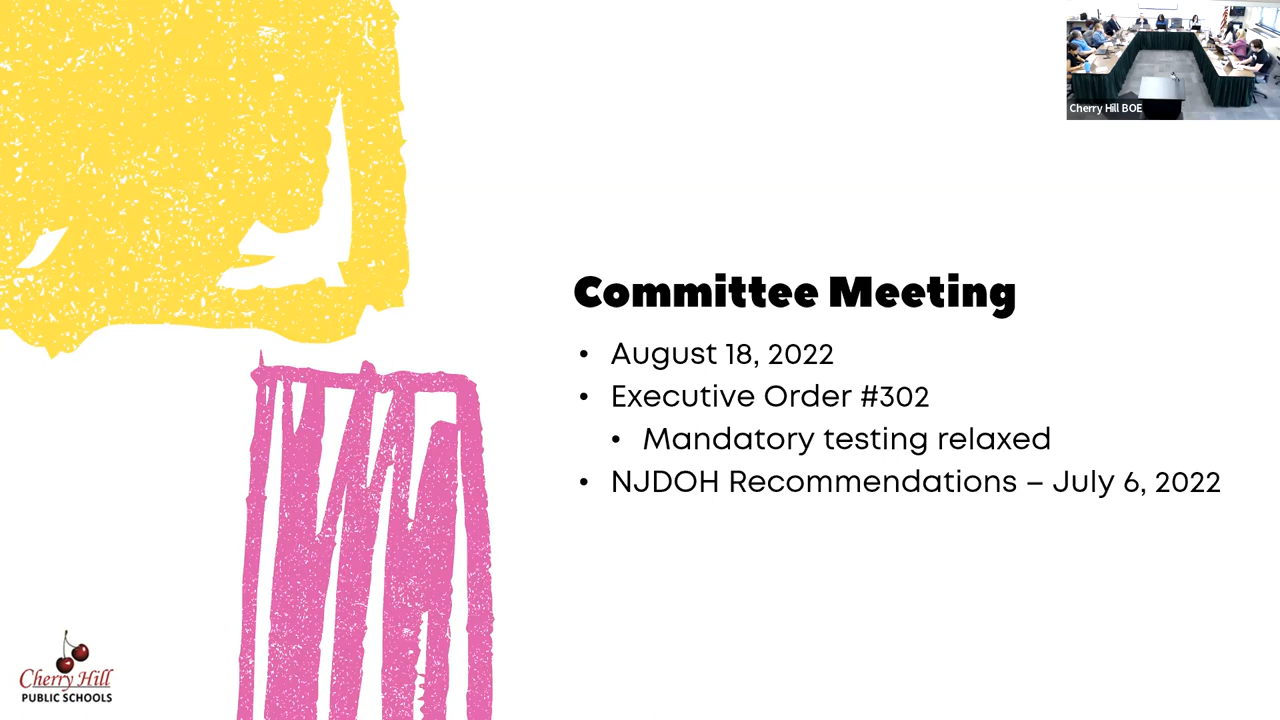 Cherry Hill BOE
Committee Meeting
• August 18, 2022
• Executive Order #302
• Mandatory testing relaxed
• NJDOH Recommendations – July 6, 2022
Cherry Hill
PUBLIC SCHOOLS